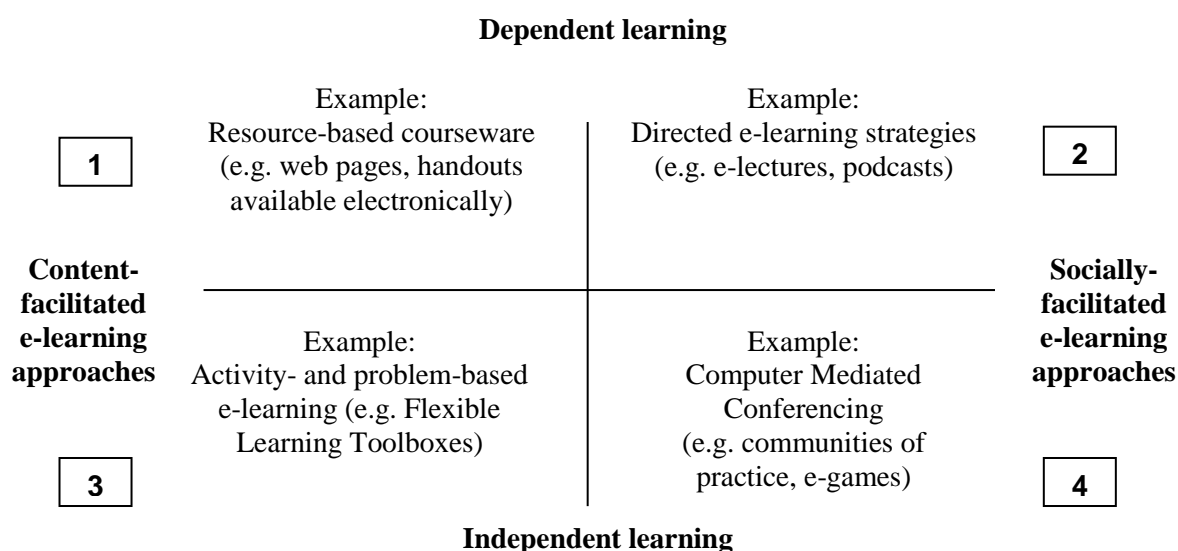 Dependent learning
Example:
Resource-based courseware
(e.g. web pages, handouts
available electronically)
Example:
Directed e-learning strategies
(e.g. e-lectures, podcasts)
1
2
Content-
facilitated
e-learning
approaches
Socially-
facilitated
e-learning
approaches
Example:
Activity- and problem-based
e-learning (e.g. Flexible
Learning Toolboxes)
Example:
Computer Mediated
Conferencing
(e.g. communities of
practice, e-games)
3
4
Independent learning